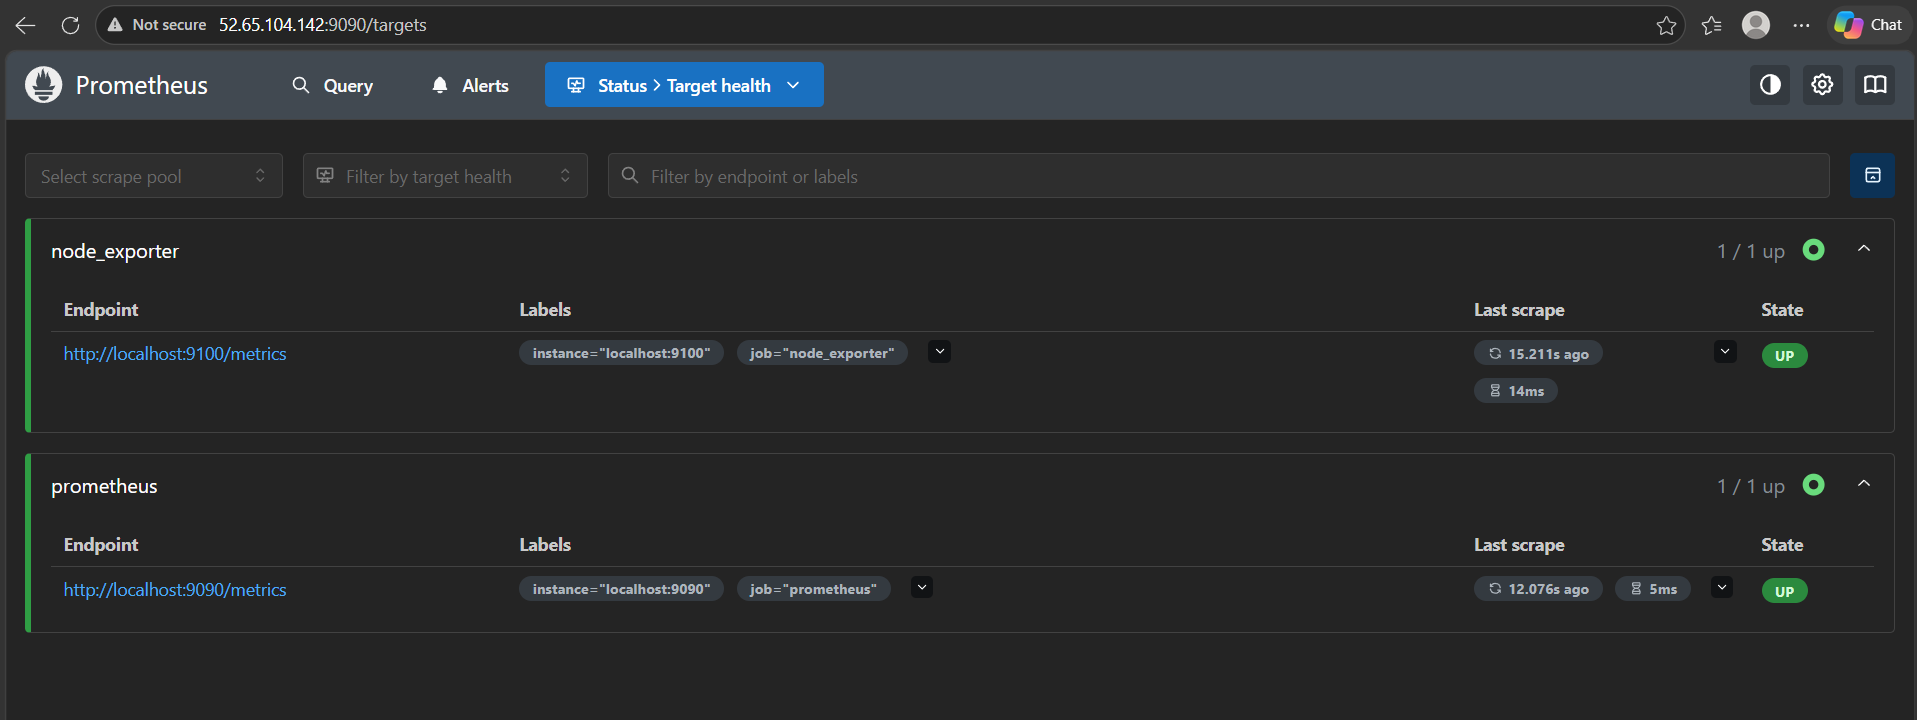 Not secure 52.65.104.142:9090/targets Chat
Prometheus Query Alerts Status > Target health
Select scrape pool Filter by target health Filter by endpoint or labels
node_exporter 1 / 1 up
Endpoint Labels Last scrape State
http://localhost:9100/metrics instance="localhost:9100" job="node_exporter" 15.211s ago UP
14ms
prometheus 1 / 1 up
Endpoint Labels Last scrape State
http://localhost:9090/metrics instance="localhost:9090" job="prometheus" 12.076s ago 5ms UP